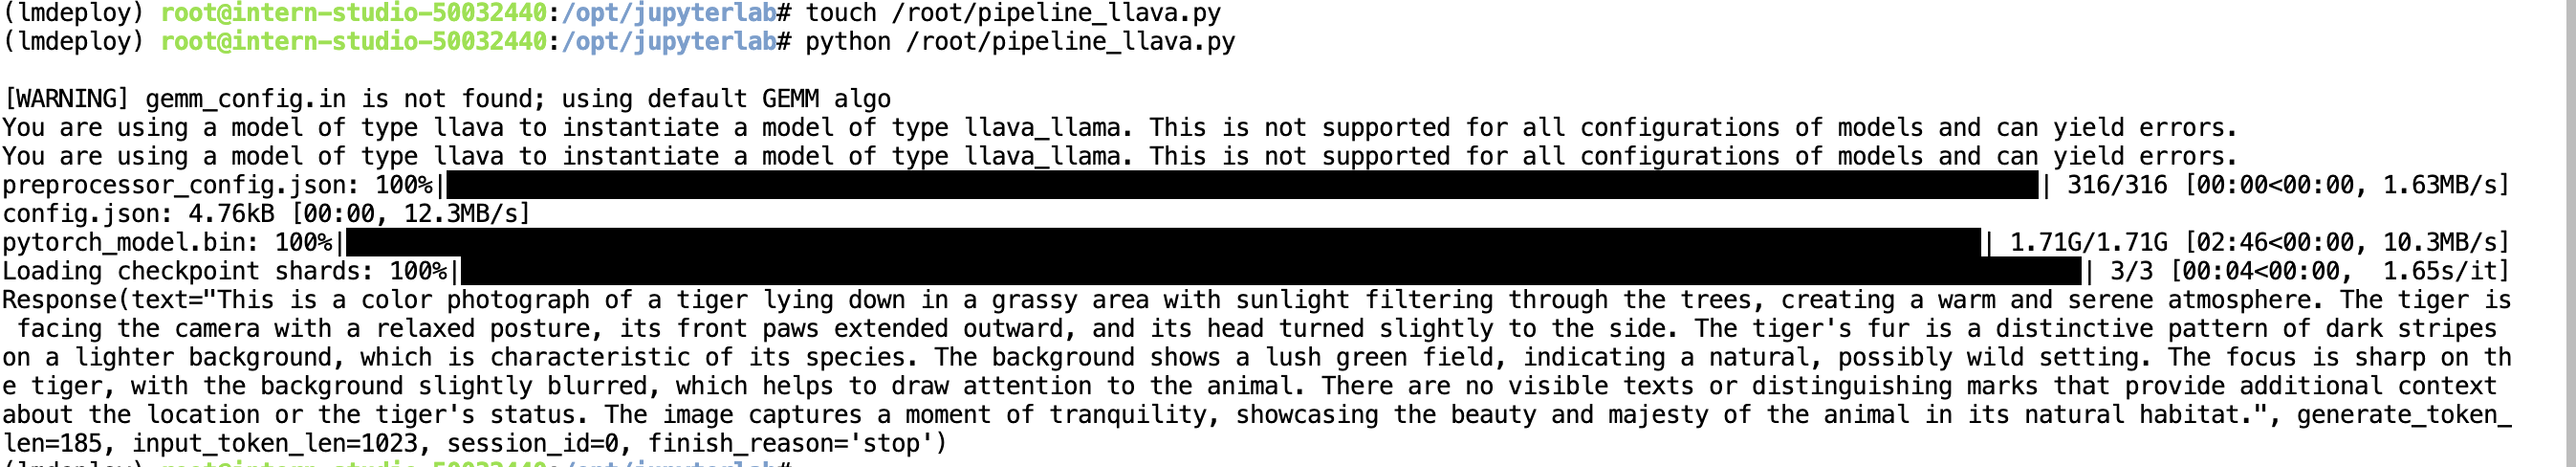 (lmdeploy) root@intern-studio-50032440:/opt/jupyterlab# touch /root/pipeline_llava.py
(lmdeploy) root@intern-studio-50032440:/opt/jupyterlab# python /root/pipeline_llava.py
[WARNING] gemm_config.in is not found; using default GEMM algo
You are using a model of type llava to instantiate a model of type llava_llama. This is not supported for all configurations of models and can yield errors.
You are using a model of type llava to instantiate a model of type llava_llama. This is not supported for all configurations of models and can yield errors.
preprocessor_config.json: 100%|| 316/316 [00:00<00:00, 1.63MB/s]
config.json: 4.76kB [00:00, 12.3MB/s]
pytorch_model.bin: 100%|| 1.71G/1.71G [02:46<00:00, 10.3MB/s]
Loading checkpoint shards: 100%|| 3/3 [00:04<00:00,  1.65s/it]
Response(text="This is a color photograph of a tiger lying down in a grassy area with sunlight filtering through the trees, creating a warm and serene atmosphere. The tiger is
 facing the camera with a relaxed posture, its front paws extended outward, and its head turned slightly to the side. The tiger's fur is a distinctive pattern of dark stripes
on a lighter background, which is characteristic of its species. The background shows a lush green field, indicating a natural, possibly wild setting. The focus is sharp on th
e tiger, with the background slightly blurred, which helps to draw attention to the animal. There are no visible texts or distinguishing marks that provide additional context
about the location or the tiger's status. The image captures a moment of tranquility, showcasing the beauty and majesty of the animal in its natural habitat.", generate_token_
len=185, input_token_len=1023, session_id=0, finish_reason='stop')
(lmdeploy) root@intern-studio-50032440:/opt/jupyterlab#